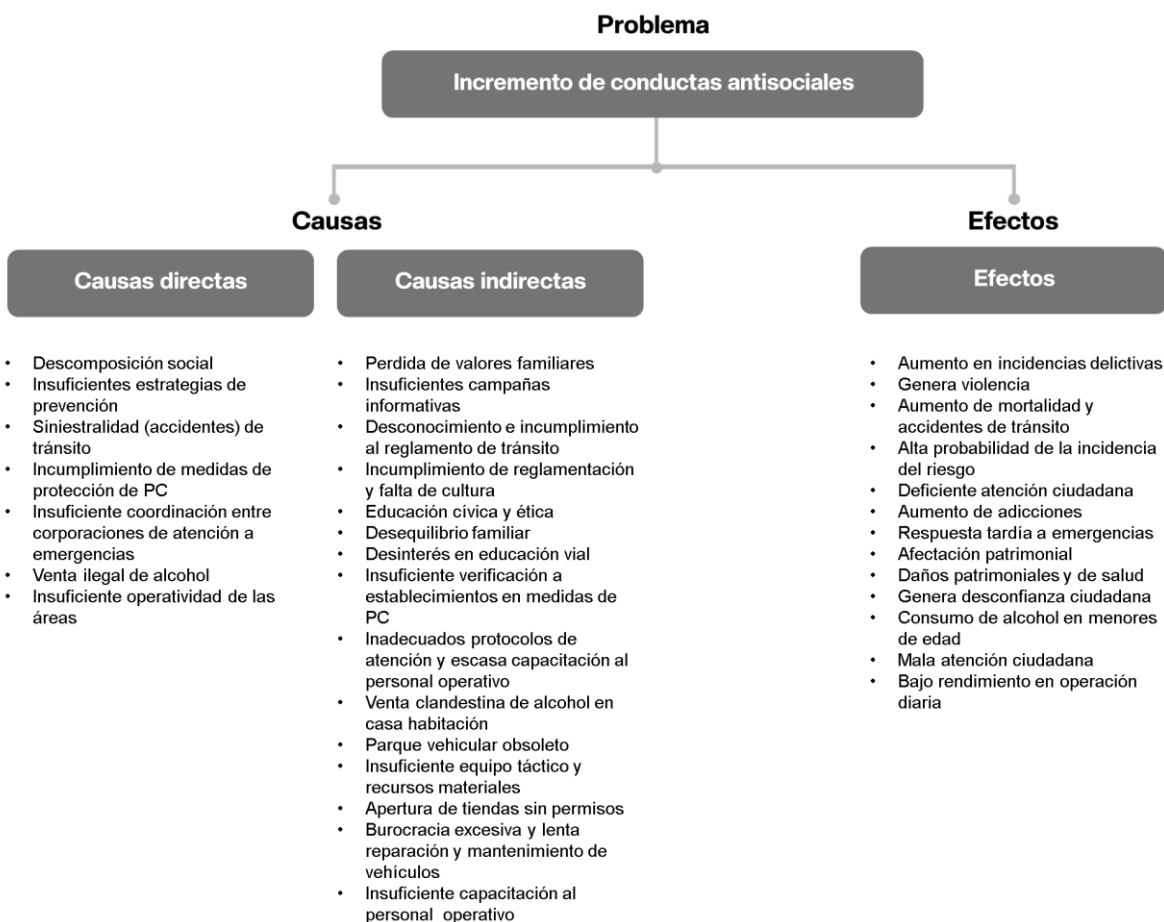 Problema
Incremento de conductas antisociales
Causas
Causas directas
• Descomposición social
• Insuficientes estrategias de
prevención
• Siniestralidad (accidentes) de
tránsito
• Incumplimiento de medidas de
protección de PC
• Insuficiente coordinación entre
corporaciones de atención a
emergencias
• Venta ilegal de alcohol
• Insuficiente operatividad de las
áreas
Causas indirectas
• Perdida de valores familiares
• Insuficientes campañas
informativas
• Desconocimiento e incumplimiento
al reglamento de tránsito
• Incumplimiento de reglamentación
y falta de cultura
• Educación cívica y ética
• Desequilibrio familiar
• Desinterés en educación vial
• Insuficiente verificación a
establecimientos en medidas de
PC
• Inadecuados protocolos de
atención y escasa capacitación al
personal operativo
• Venta clandestina de alcohol en
casa habitación
• Parque vehicular obsoleto
• Insuficiente equipo táctico y
recursos materiales
• Apertura de tiendas sin permisos
• Burocracia excesiva y lenta
reparación y mantenimiento de
vehículos
• Insuficiente capacitación al
personal operativo
Efectos
Efectos
• Aumento en incidencias delictivas
• Genera violencia
• Aumento de mortalidad y
accidentes de tránsito
• Alta probabilidad de la incidencia
del riesgo
• Deficiente atención ciudadana
• Aumento de adicciones
• Respuesta tardía a emergencias
• Afectación patrimonial
• Daños patrimoniales y de salud
• Genera desconfianza ciudadana
• Consumo de alcohol en menores
de edad
• Mala atención ciudadana
• Bajo rendimiento en operación
diaria